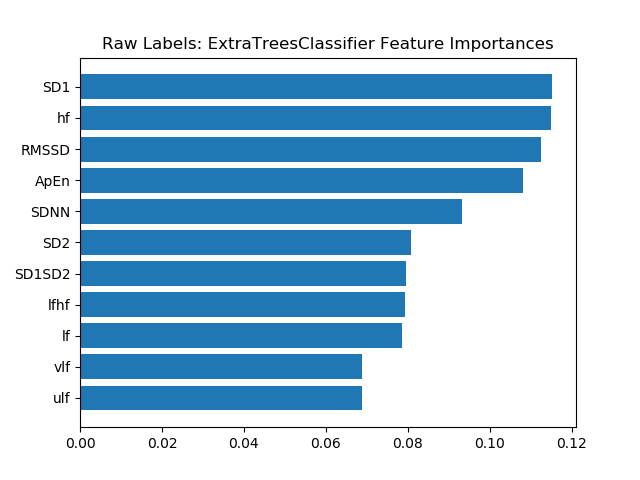 Raw Labels: ExtraTreesClassifier Feature Importances
SD1
hf
RMSSD
ApEn
SDNN
SD2
SD1SD2
lfhf
lf
vlf
ulf
0.00 0.02 0.04 0.06 0.08 0.10 0.12